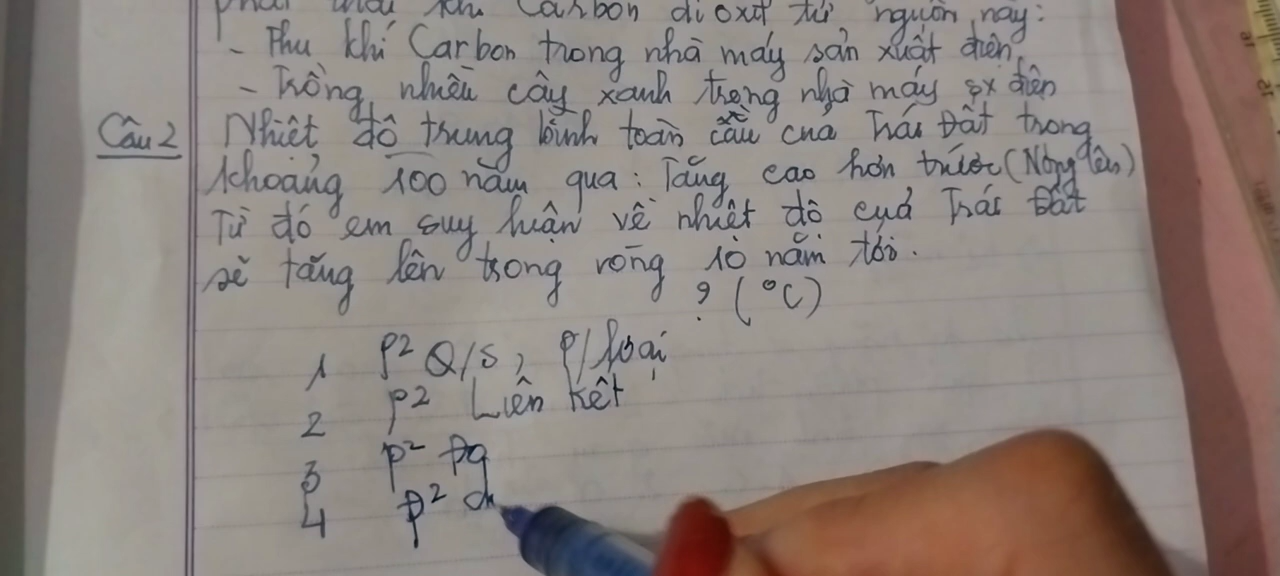 phát thải khí Carbon dioxit từ nguồn này:
- Thu khí Carbon trong nhà máy sản xuất điện,
- Trồng nhiều cây xanh trong nhà máy sx điện
Câu 2 Nhiệt độ trung bình toàn cầu của Trái Đất trong
khoảng 100 năm qua: Tăng cao hơn trước (Nóng lên)
Từ đó em suy luận về nhiệt độ cuả Trái Đất
sẽ tăng lên trong vòng 10 năm tới.
? (°C)
1 P² Q/S, P/loại
2 P² Liên kết
3 P² Đg
4 P² d